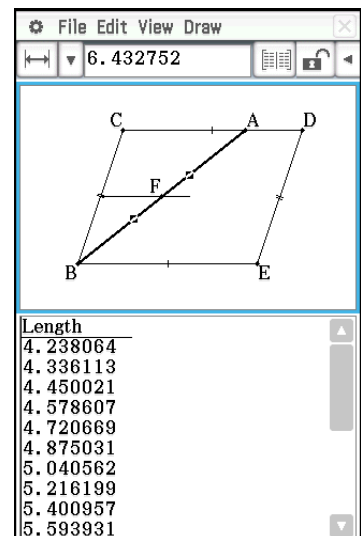 File Edit View Draw
6.432752
C A D
F
B E
Length
4.238064
4.336113
4.450021
4.578607
4.720669
4.875031
5.040562
5.216199
5.400957
5.593931